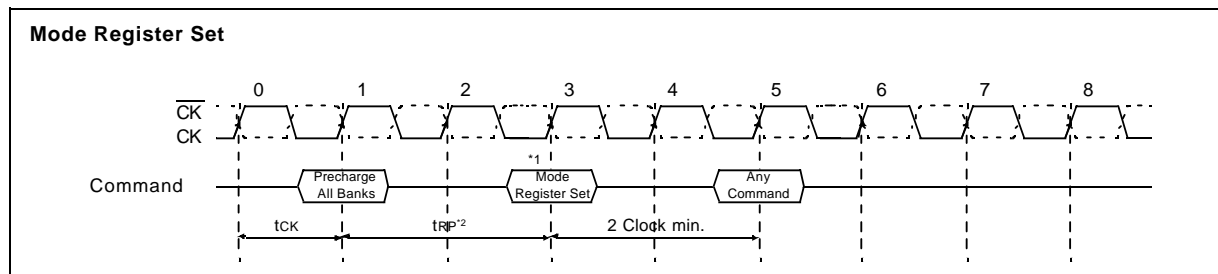 Mode Register Set
0 1 2 3 4 5 6 7 8
CK
CK
*1
Command
Precharge All Banks
Mode Register Set
Any Command
tCK
tRP*2
2 Clock min.